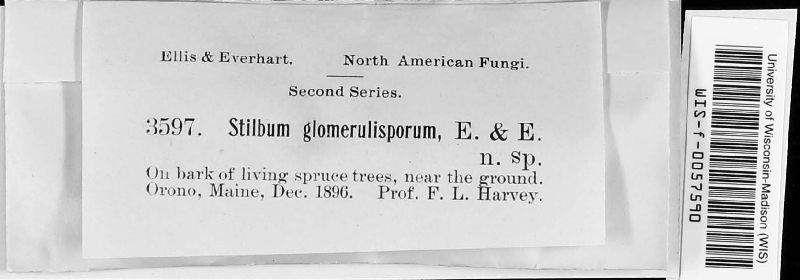 Ellis & Everhart. North American Fungi.
Second Series.
3597. Stilbum glomerulisporum, E. & E.
n. sp.
On bark of living spruce trees, near the ground.
Orono, Maine, Dec. 1896. Prof. F. L. Harvey.
University of Wisconsin-Madison (WIS)
WIS-f-0057590